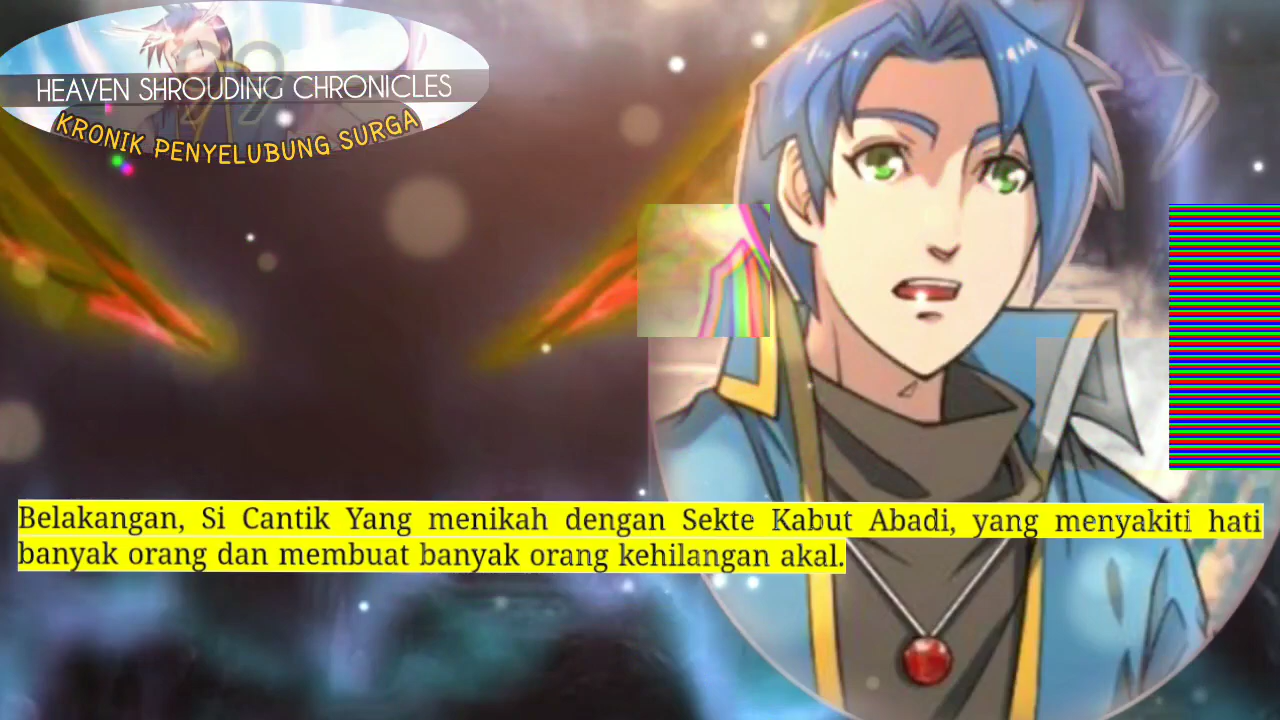 HEAVEN SHROUDING CHRONICLES
KRONIK PENYELUBUNG SURGA
Belakangan, Si Cantik Yang menikah dengan Sekte Kabut Abadi, yang menyakiti hati
banyak orang dan membuat banyak orang kehilangan akal.